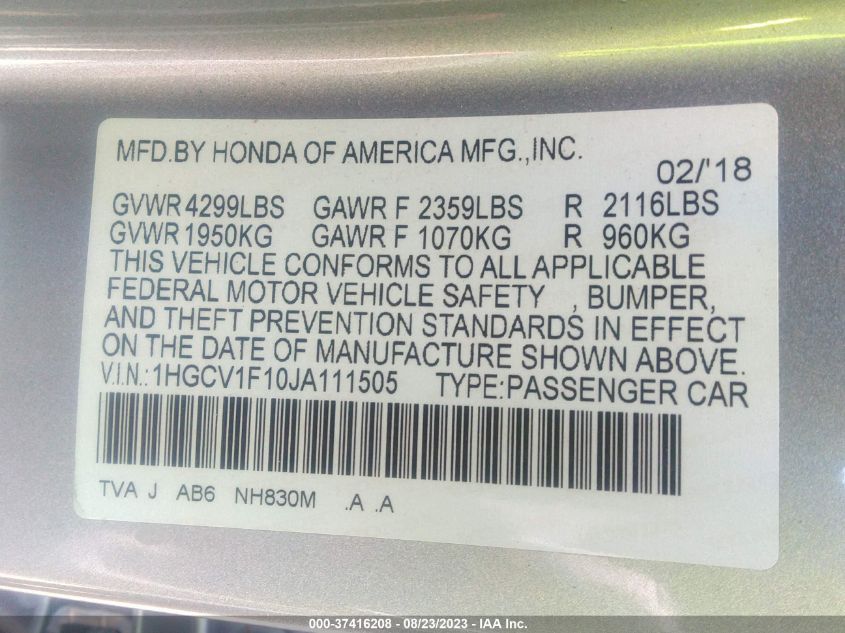 MFD.BY HONDA OF AMERICA MFG.,INC.
02/'18
GVWR 4299LBS GAWR F 2359LBS R 2116LBS
GVWR 1950KG GAWR F 1070KG R 960KG
THIS VEHICLE CONFORMS TO ALL APPLICABLE
FEDERAL MOTOR VEHICLE SAFETY , BUMPER,
AND THEFT PREVENTION STANDARDS IN EFFECT
ON THE DATE OF MANUFACTURE SHOWN ABOVE.
V.I.N.:1HGCV1F10JA111505 TYPE:PASSENGER CAR
TVA J AB6 NH830M .A .A
000-37416208 - 08/23/2023 - IAA Inc.